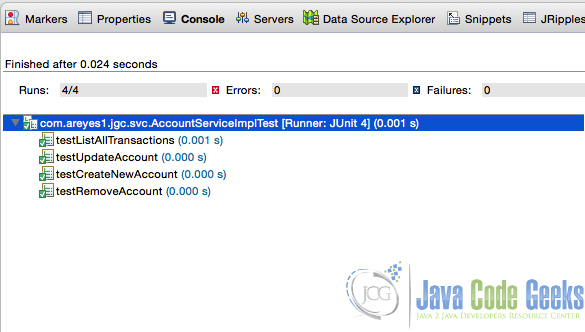 Markers Properties Console Servers Data Source Explorer Snippets JRipples
Finished after 0.024 seconds
Runs: 4/4 Errors: 0 Failures: 0
com.areyes1.jgc.svc.AccountServiceImplTest [Runner: JUnit 4] (0.001 s)
testListAllTransactions (0.001 s)
testUpdateAccount (0.000 s)
testCreateNewAccount (0.000 s)
testRemoveAccount (0.000 s)
JCG
Java Code Geeks
JAVA 2 JAVA DEVELOPERS RESOURCE CENTER